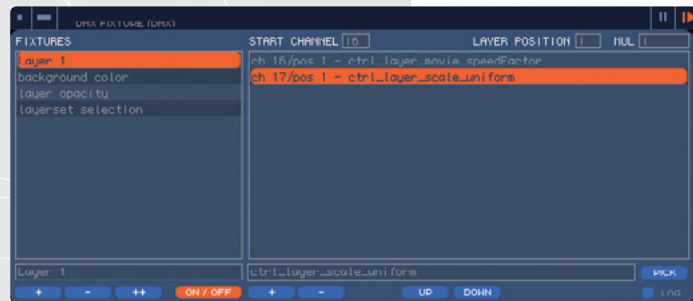 DMX FIXTURE (DMX)
FIXTURES
START CHANNEL 16 LAYER POSITION 1 MUL 1
Layer 1
background color
layer opacity
layerset selection
ch 16/pos 1 - ctrl_layer_movie_speedFactor
ch 17/pos 1 - ctrl_layer_scale_uniform
Layer 1
ctrl_layer_scale_uniform
PICK
+ - ++ ON / OFF
+ - UP DOWN
LOG